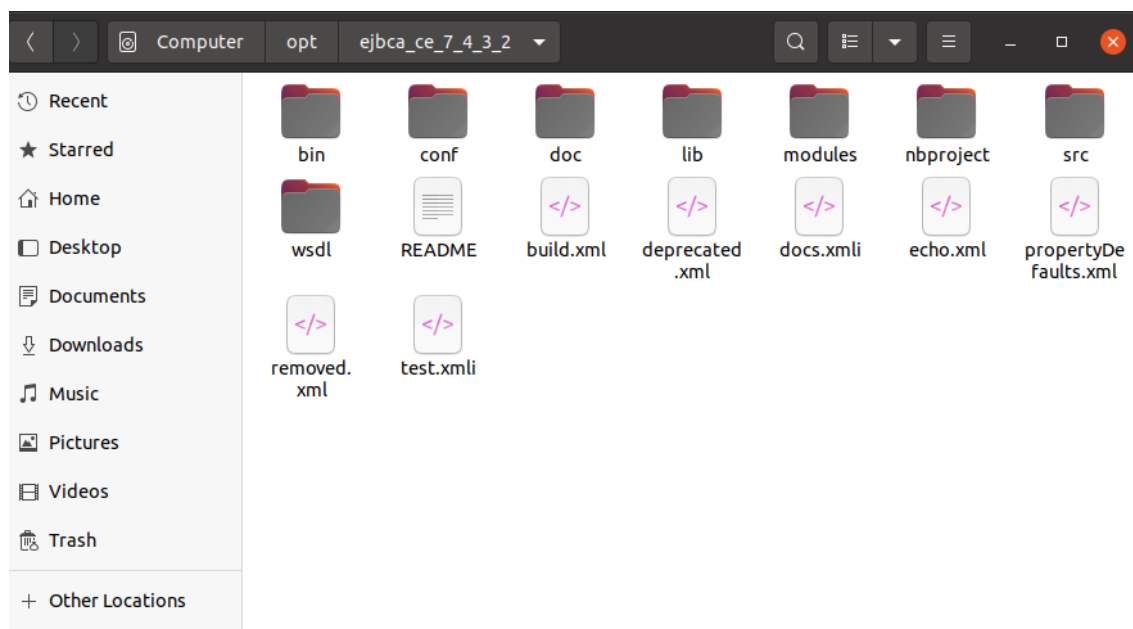 Computer opt ejbca_ce_7_4_3_2
Recent
Starred
Home
Desktop
Documents
Downloads
Music
Pictures
Videos
Trash
Other Locations
bin conf doc lib modules nbproject src
wsdl README build.xml deprecated docs.xmli echo.xml propertyDe
.xml faults.xml
removed. test.xmli
xml